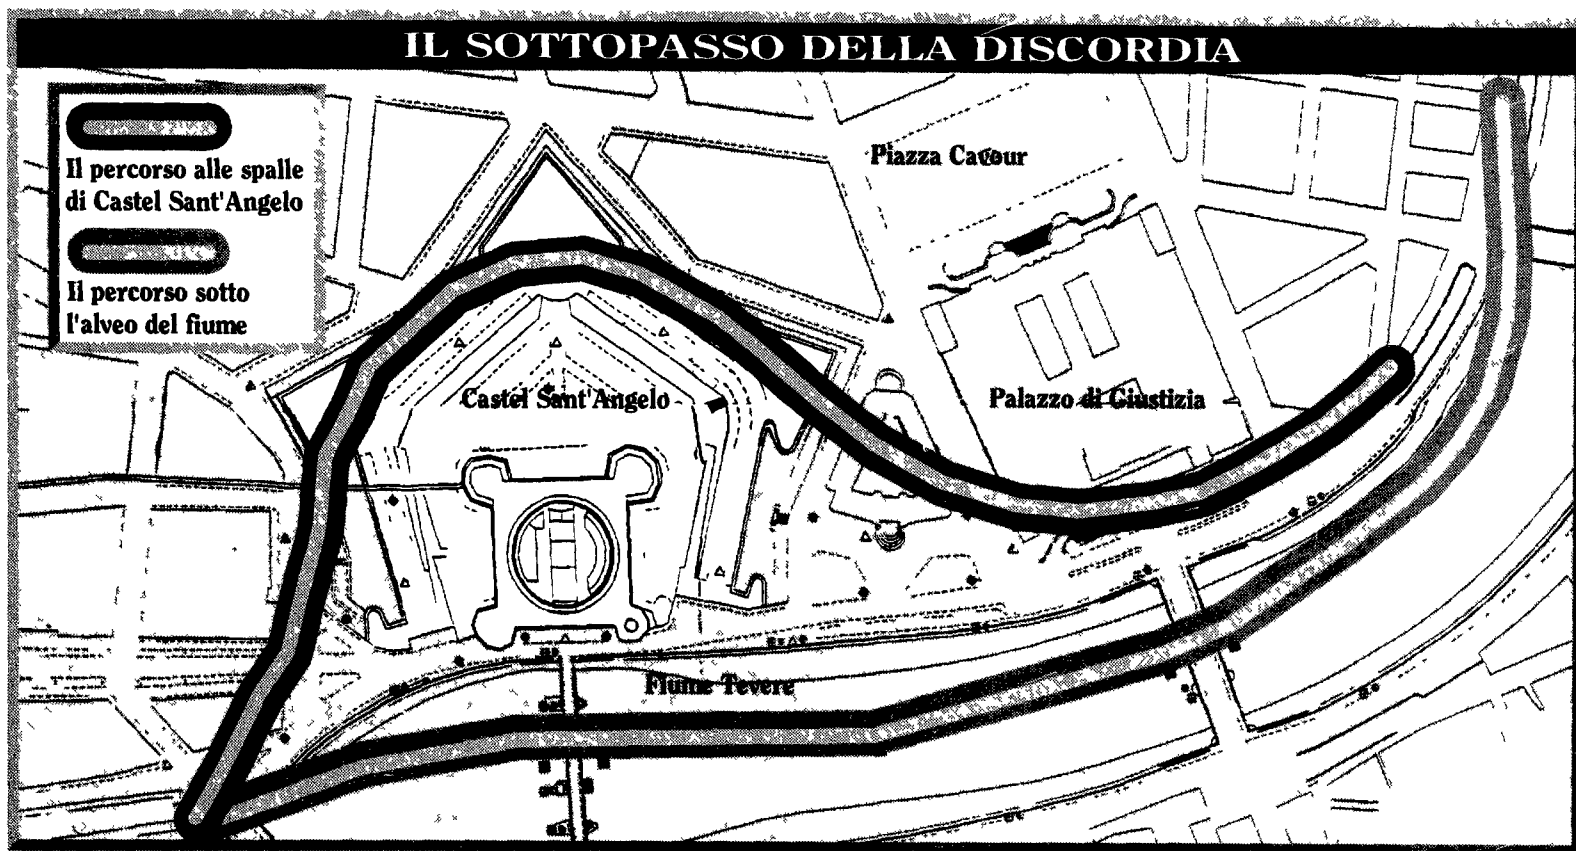 IL SOTTOPASSO DELLA DISCORDIA
Il percorso alle spalle
di Castel Sant'Angelo
Il percorso sotto
l'alveo del fiume
Piazza Cavour
Castel Sant'Angelo
Palazzo di Giustizia
Fiume Tevere